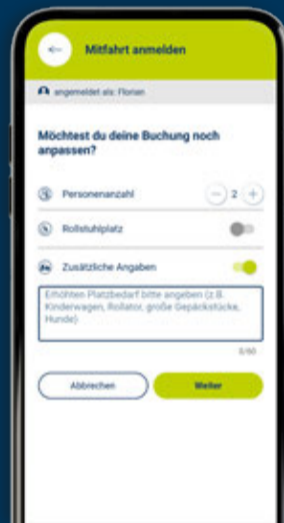 Mitfahrt anmelden
angemeldet als: Florian
Möchtest du deine Buchung noch
anpassen?
Personenanzahl
2
Rollstuhlplatz
Zusätzliche Angaben
Erhöhten Platzbedarf bitte angeben (z.B.
Kinderwagen, Rollator, große Gepäckstücke,
Hunde)
0/60
Abbrechen
Weiter